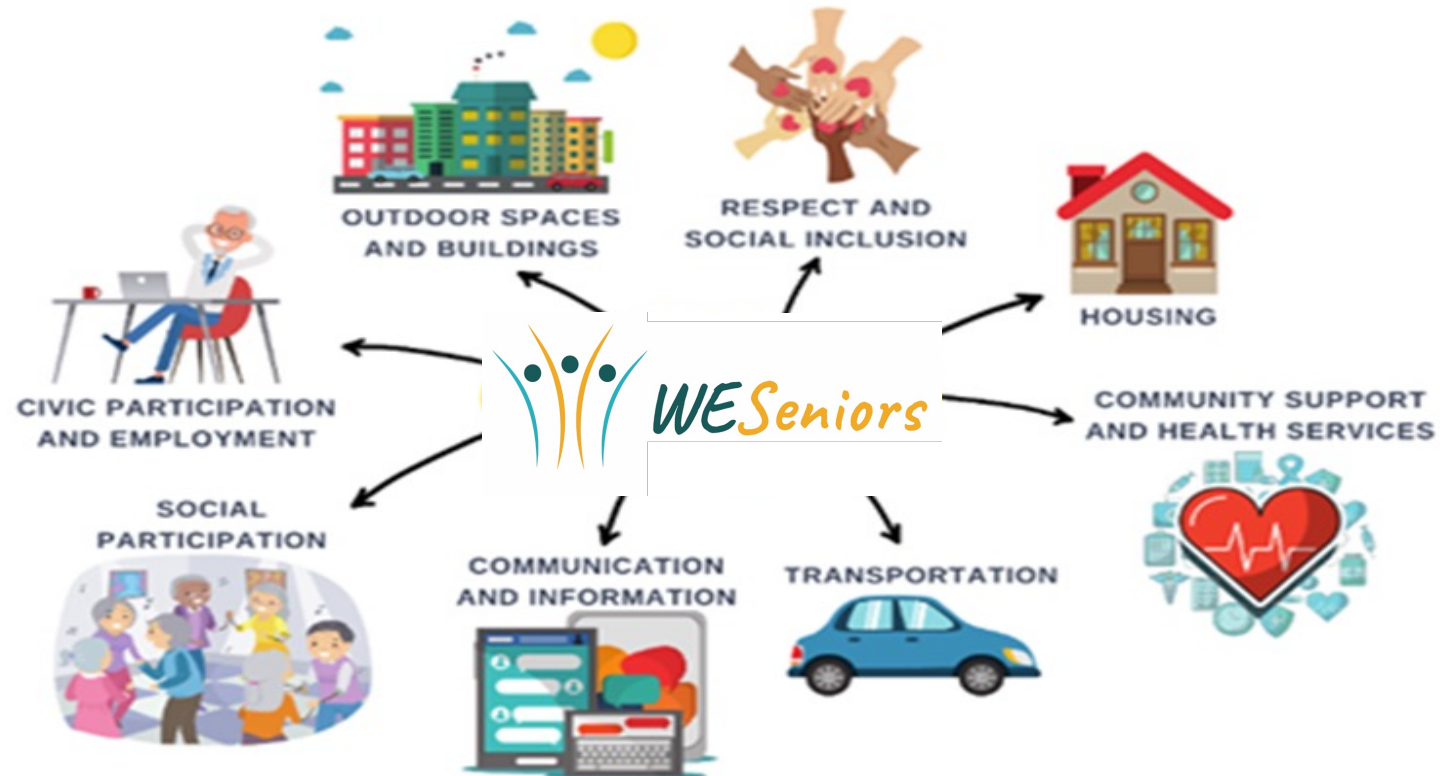 OUTDOOR SPACES
AND BUILDINGS
RESPECT AND
SOCIAL INCLUSION
HOUSING
CIVIC PARTICIPATION
AND EMPLOYMENT
WESeniors
COMMUNITY SUPPORT
AND HEALTH SERVICES
SOCIAL
PARTICIPATION
COMMUNICATION
AND INFORMATION
TRANSPORTATION